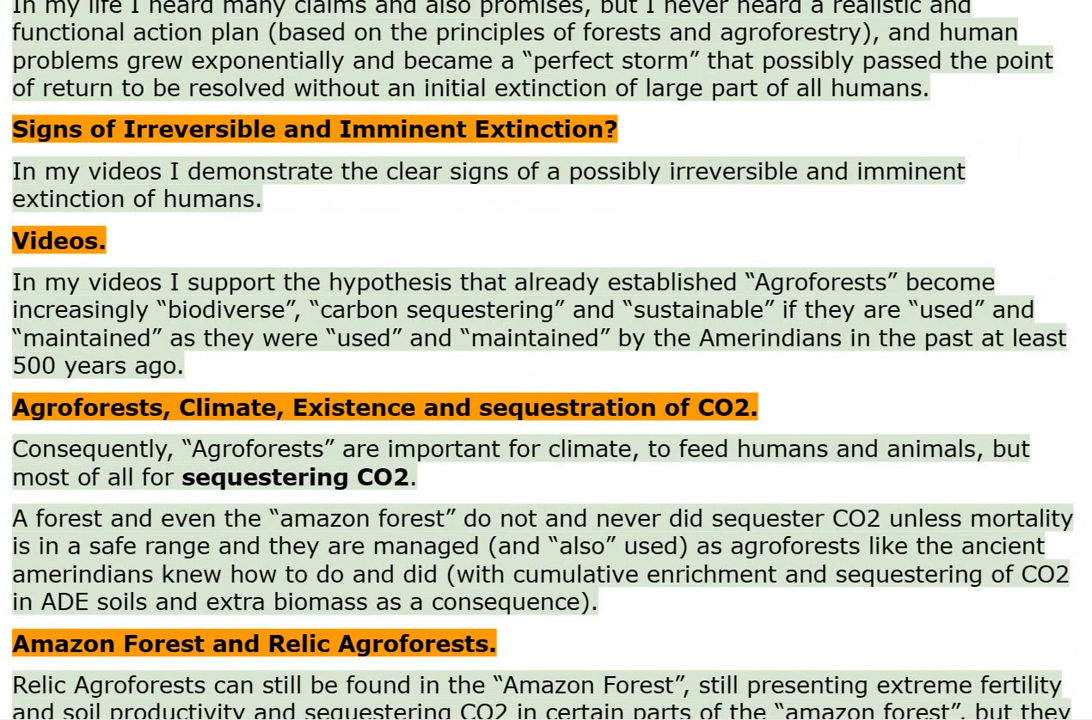 In my life I heard many claims and also promises, but I never heard a realistic and
functional action plan (based on the principles of forests and agroforestry), and human
problems grew exponentially and became a “perfect storm” that possibly passed the point
of return to be resolved without an initial extinction of large part of all humans.
Signs of Irreversible and Imminent Extinction?
In my videos I demonstrate the clear signs of a possibly irreversible and imminent
extinction of humans.
Videos.
In my videos I support the hypothesis that already established “Agroforests” become
increasingly “biodiverse”, “carbon sequestering” and “sustainable” if they are “used” and
“maintained” as they were “used” and “maintained” by the Amerindians in the past at least
500 years ago.
Agroforests, Climate, Existence and sequestration of CO2.
Consequently, “Agroforests” are important for climate, to feed humans and animals, but
most of all for sequestering CO2.
A forest and even the “amazon forest” do not and never did sequester CO2 unless mortality
is in a safe range and they are managed (and “also” used) as agroforests like the ancient
amerindians knew how to do and did (with cumulative enrichment and sequestering of CO2
in ADE soils and extra biomass as a consequence).
Amazon Forest and Relic Agroforests.
Relic Agroforests can still be found in the “Amazon Forest”, still presenting extreme fertility
and soil productivity and sequestering CO2 in certain parts of the “amazon forest”, but they